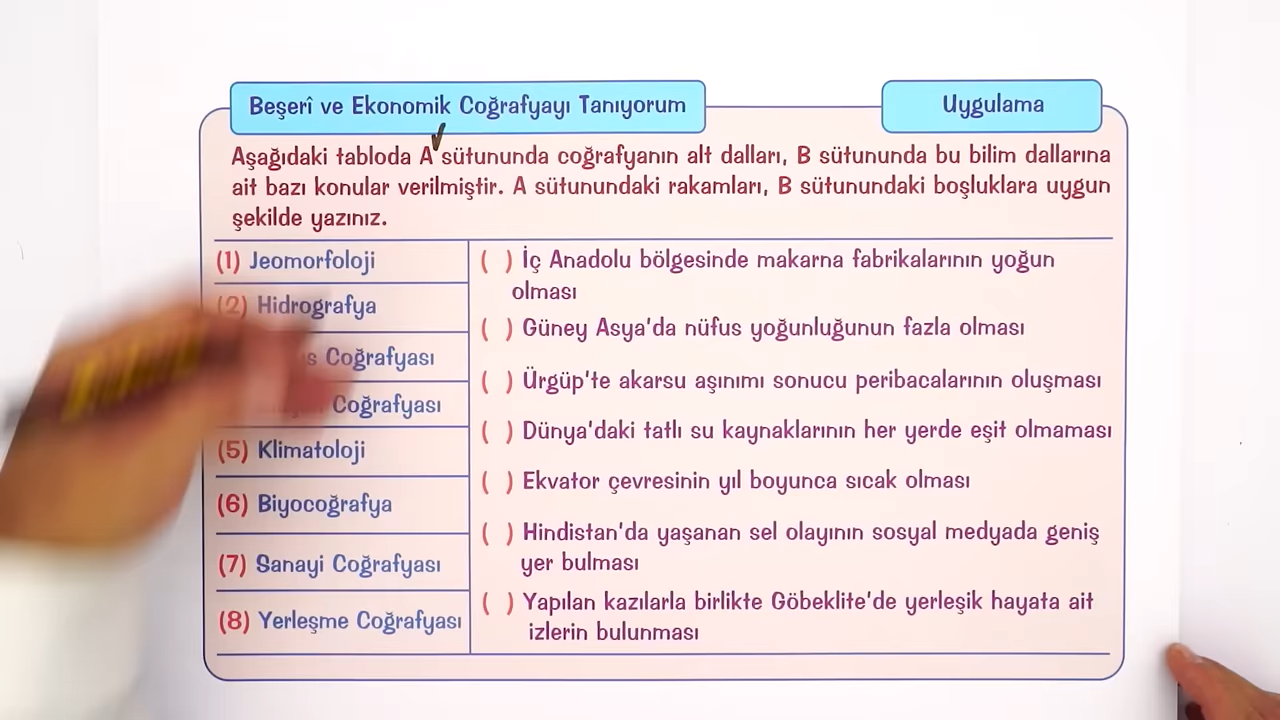 Beşerî ve Ekonomik Coğrafyayı Tanıyorum
Uygulama
Aşağıdaki tabloda A sütununda coğrafyanın alt dalları, B sütununda bu bilim dallarına
ait bazı konular verilmiştir. A sütunundaki rakamları, B sütunundaki boşluklara uygun
şekilde yazınız.
(1) Jeomorfoloji
(2) Hidrografya
Coğrafyası
Coğrafyası
(5) Klimatoloji
(6) Biyocoğrafya
(7) Sanayi Coğrafyası
(8) Yerleşme Coğrafyası
( ) İç Anadolu bölgesinde makarna fabrikalarının yoğun
olması
( ) Güney Asya'da nüfus yoğunluğunun fazla olması
( ) Ürgüp'te akarsu aşınımı sonucu peribacalarının oluşması
( ) Dünya'daki tatlı su kaynaklarının her yerde eşit olmaması
( ) Ekvator çevresinin yıl boyunca sıcak olması
( ) Hindistan'da yaşanan sel olayının sosyal medyada geniş
yer bulması
( ) Yapılan kazılarla birlikte Göbeklite'de yerleşik hayata ait
izlerin bulunması